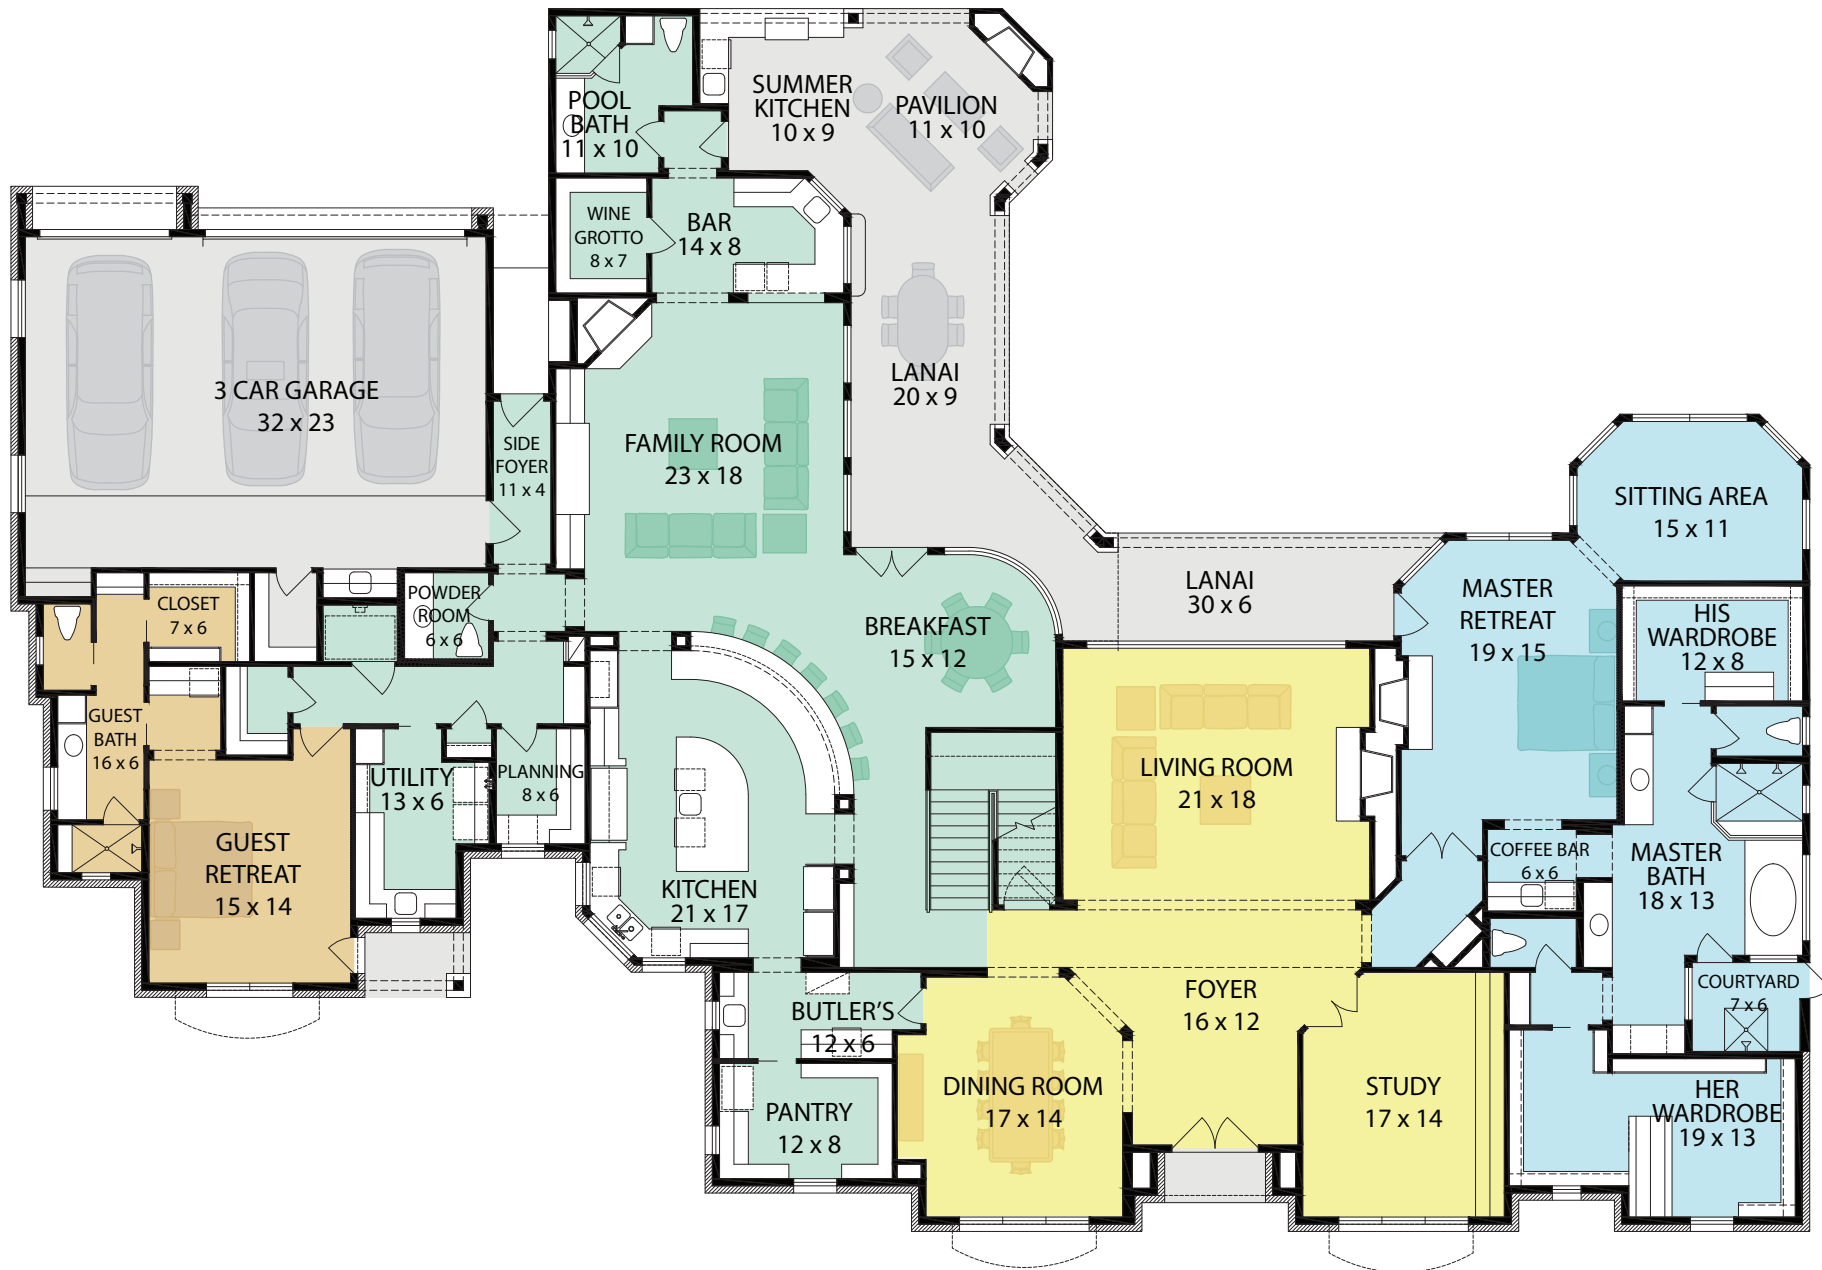 POOL
BATH
11 x 10
SUMMER
KITCHEN
10 x 9
PAVILION
11 x 10
WINE
GROTTO
8 x 7
BAR
14 x 8
3 CAR GARAGE
32 x 23
SIDE
FOYER
11 x 4
FAMILY ROOM
23 x 18
LANAI
20 x 9
SITTING AREA
15 x 11
CLOSET
7 x 6
POWDER
ROOM
6 x 6
BREAKFAST
15 x 12
LANAI
30 x 6
MASTER
RETREAT
19 x 15
HIS
WARDROBE
12 x 8
GUEST
BATH
16 x 6
UTILITY
13 x 6
PLANNING
8 x 6
LIVING ROOM
21 x 18
GUEST
RETREAT
15 x 14
KITCHEN
21 x 17
COFFEE BAR
6 x 6
MASTER
BATH
18 x 13
BUTLER'S
12 x 6
FOYER
16 x 12
COURTYARD
7 x 6
PANTRY
12 x 8
DINING ROOM
17 x 14
STUDY
17 x 14
HER
WARDROBE
19 x 13